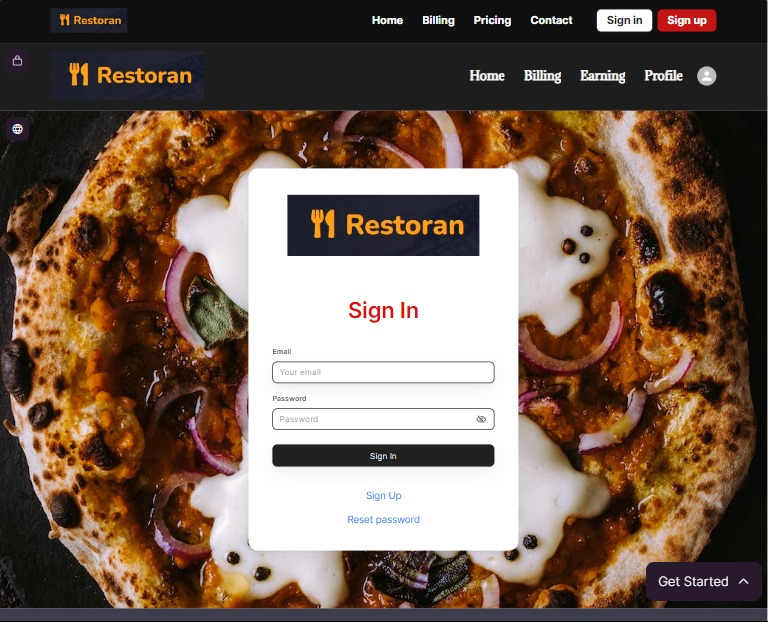 Restoran
Home Billing Pricing Contact Sign in Sign up
Restoran
Home Billing Earning Profile
Restoran
Sign In
Email
Your email
Password
Password
Sign In
Sign Up
Reset password
Get Started